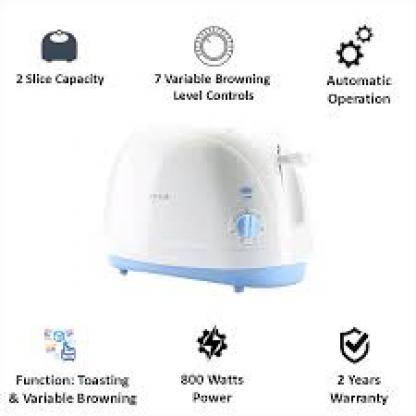 2 Slice Capacity
7 Variable Browning
Level Controls
Automatic
Operation
Function: Toasting
& Variable Browning
800 Watts
Power
2 Years
Warranty